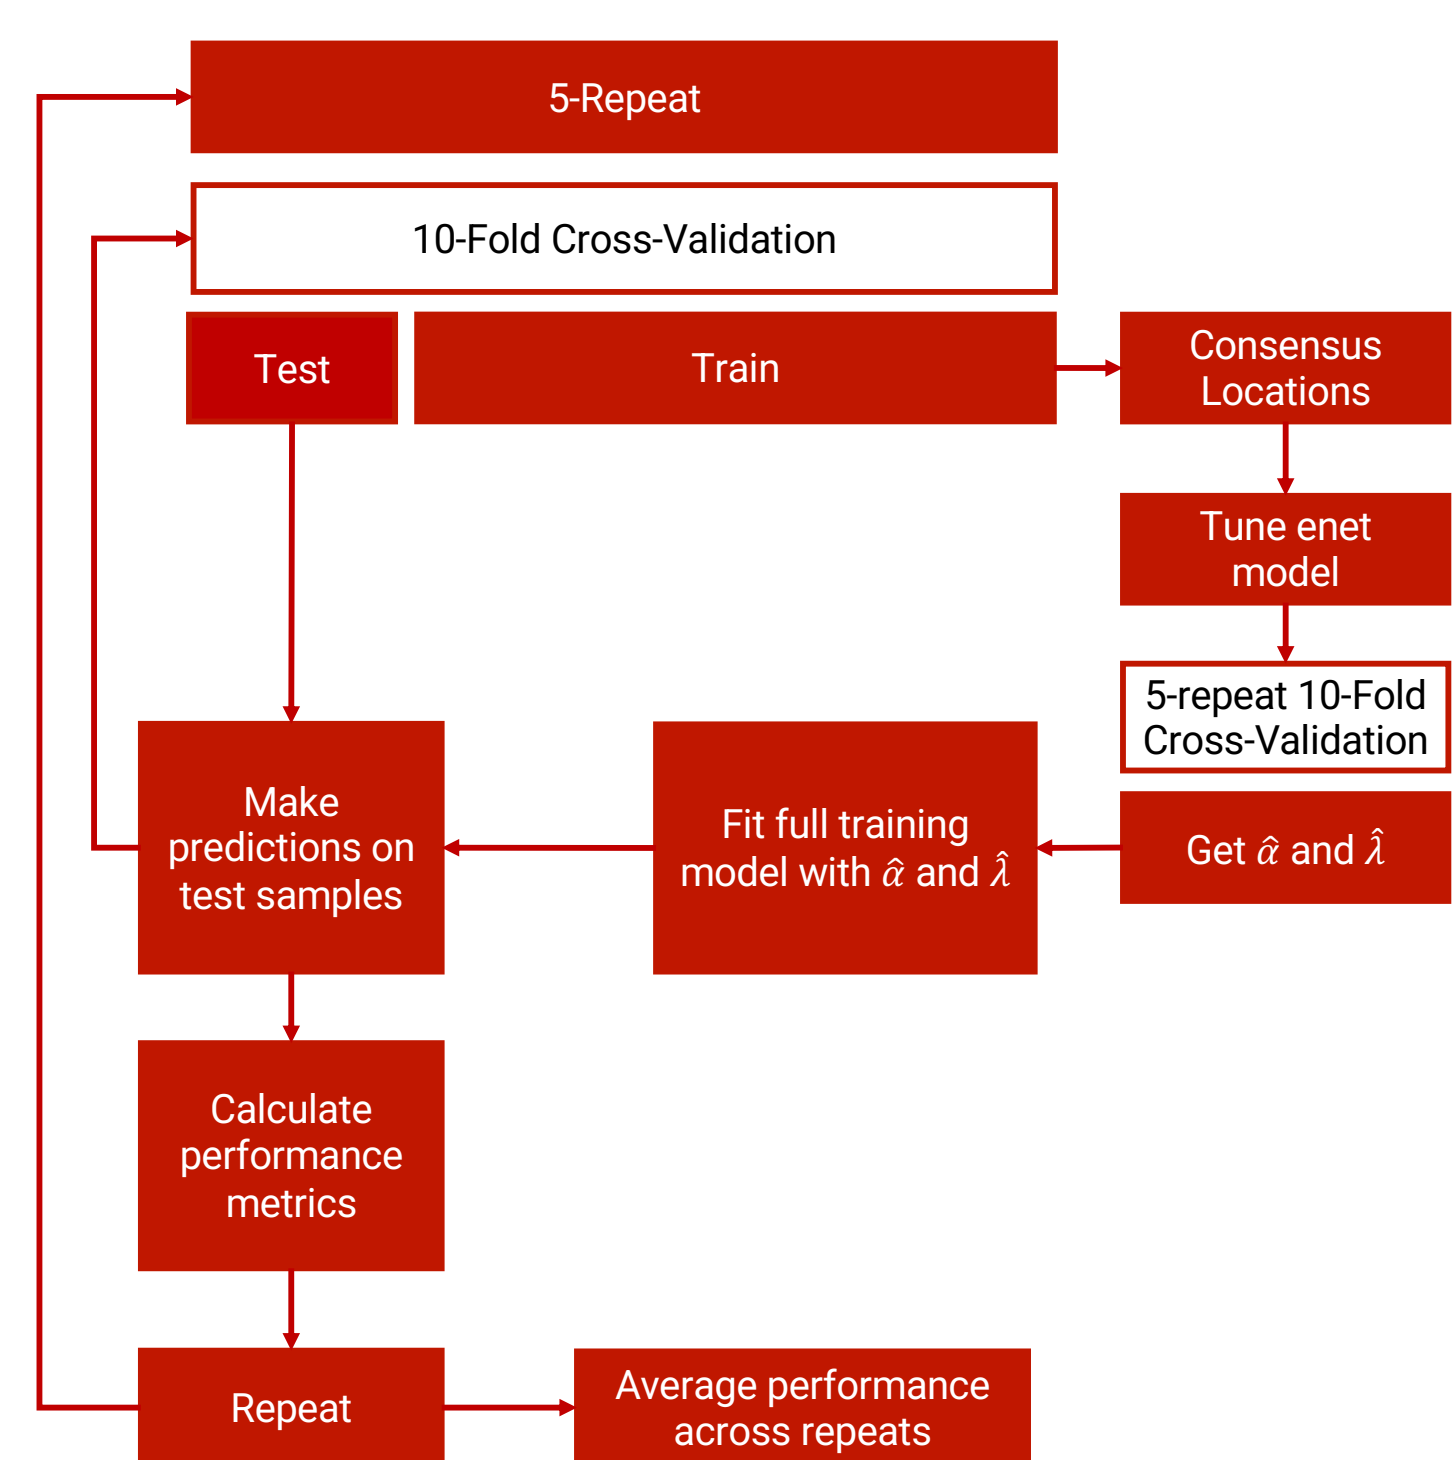 5-Repeat
10-Fold Cross-Validation
Test
Train
Consensus
Locations
Tune enet
model
5-repeat 10-Fold
Cross-Validation
Make
predictions on
test samples
Fit full training
model with α̂ and λ̂
Get α̂ and λ̂
Calculate
performance
metrics
Repeat
Average performance
across repeats